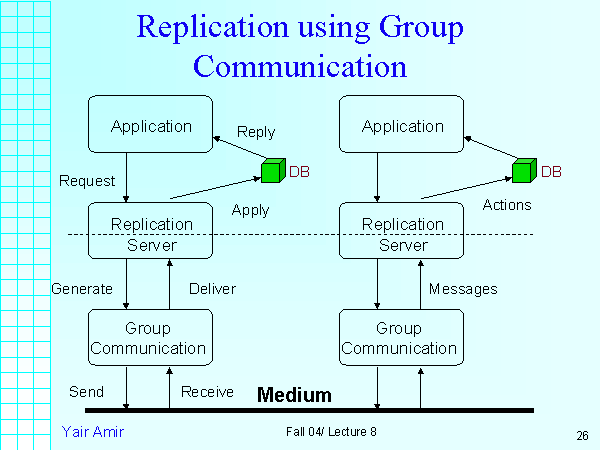 Replication using Group
Communication
Application
Reply
Application
DB
DB
Request
Apply
Actions
Replication
Server
Replication
Server
Generate
Deliver
Messages
Group
Communication
Group
Communication
Send
Receive
Medium
Yair Amir
Fall 04/ Lecture 8
26